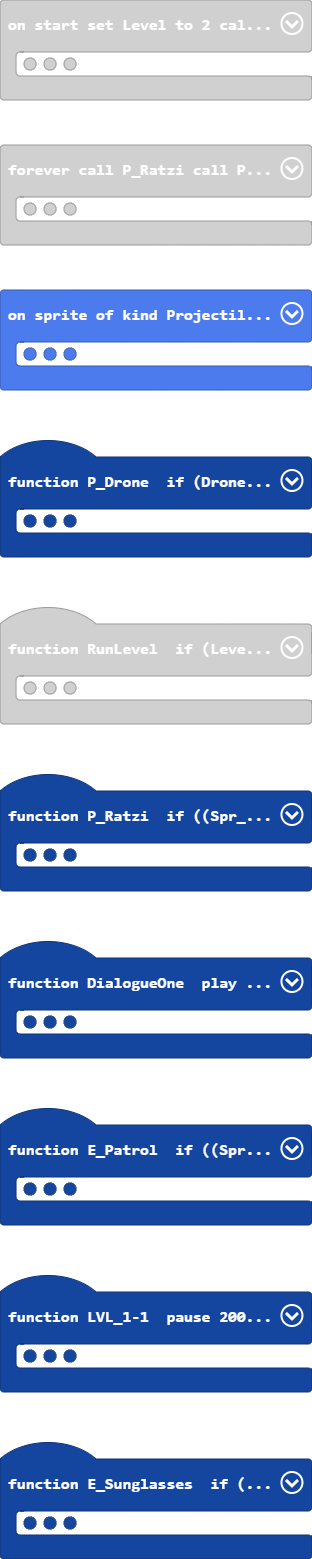 on start set Level to 2 cal...
forever call P_Ratzi call P...
on sprite of kind Projectil...
function P_Drone if (Drone...
function RunLevel if (Leve...
function P_Ratzi if ((Spr_...
function DialogueOne play ...
function E_Patrol if ((Spr...
function LVL_1-1 pause 200...
function E_Sunglasses if (...